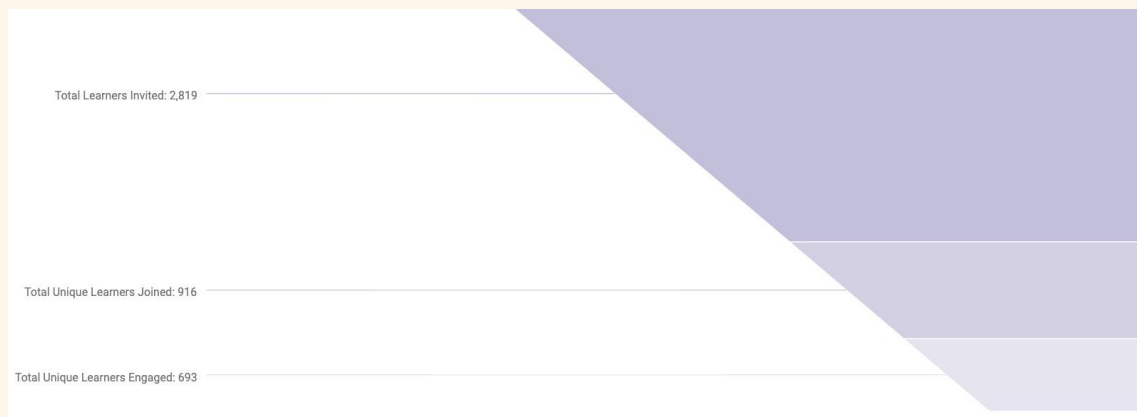 Total Learners Invited: 2,819
Total Unique Learners Joined: 916
Total Unique Learners Engaged: 693